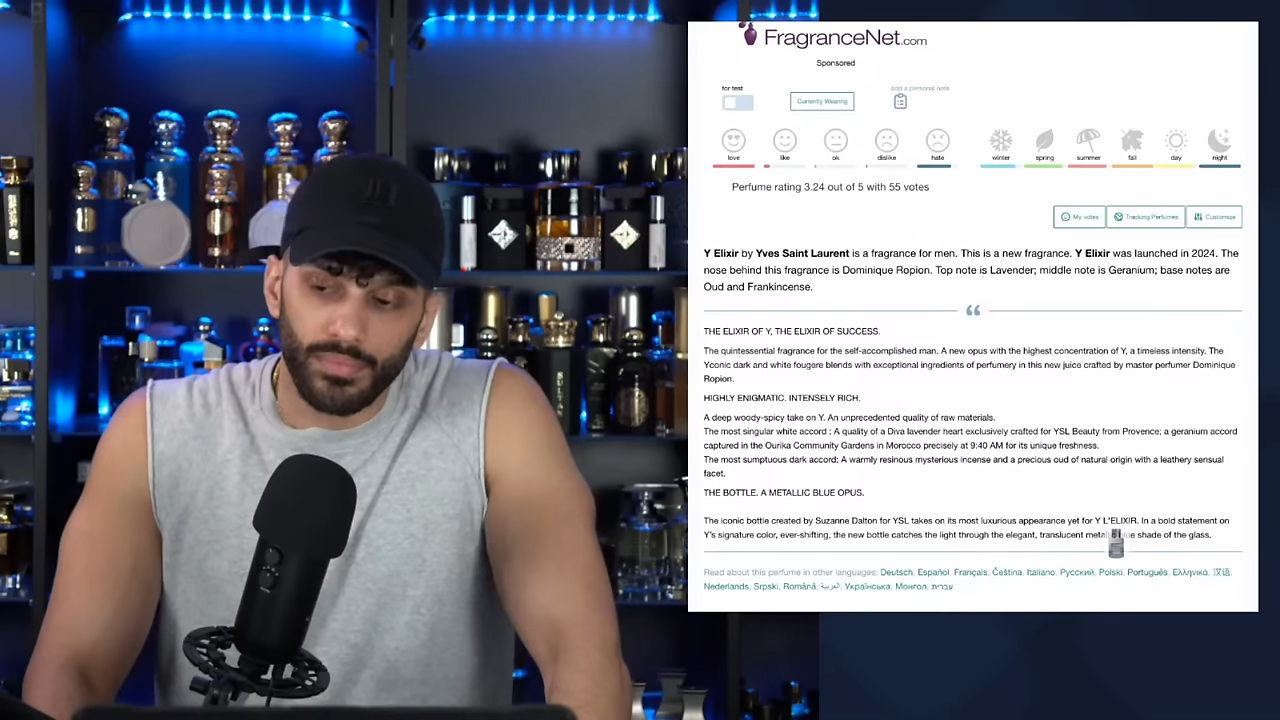 FragranceNet.com
Sponsored
for test
Currently Wearing
add a personal note
love
like
ok
dislike
hate
winter
spring
summer
fall
day
night
Perfume rating 3.24 out of 5 with 55 votes
My votes
Tracking Perfumes
Customize
Y Elixir by Yves Saint Laurent is a fragrance for men. This is a new fragrance. Y Elixir was launched in 2024. The
nose behind this fragrance is Dominique Ropion. Top note is Lavender; middle note is Geranium; base notes are
Oud and Frankincense.
THE ELIXIR OF Y, THE ELIXIR OF SUCCESS.
The quintessential fragrance for the self-accomplished man. A new opus with the highest concentration of Y, a timeless intensity. The
Yconic dark and white fougere blends with exceptional ingredients of perfumery in this new juice crafted by master perfumer Dominique
Ropion.
HIGHLY ENIGMATIC. INTENSELY RICH.
A deep woody-spicy take on Y. An unprecedented quality of raw materials.
The most singular white accord : A quality of a Diva lavender heart exclusively crafted for YSL Beauty from Provence; a geranium accord
captured in the Ourika Community Gardens in Morocco precisely at 9:40 AM for its unique freshness.
The most sumptuous dark accord: A warmly resinous mysterious incense and a precious oud of natural origin with a leathery sensual
facet.
THE BOTTLE. A METALLIC BLUE OPUS.
The iconic bottle created by Suzanne Dalton for YSL takes on its most luxurious appearance yet for Y L'ELIXIR. In a bold statement on
Y's signature color, ever-shifting, the new bottle catches the light through the elegant, translucent shade of the glass.
Read about this perfume in other languages: Deutsch, Español, Français, Čeština, Italiano, Русский, Polski, Português, Ελληνικά, 汉语,
Nederlands, Srpski, Română, العربية, Українська, Монгол, עברית.
SULTAN